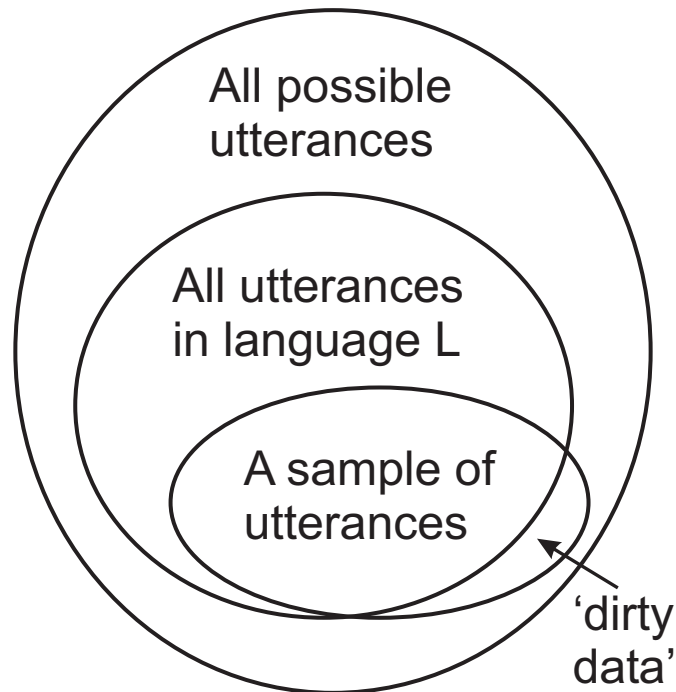 All possible
utterances
All utterances
in language L
A sample of
utterances
‘dirty
data’